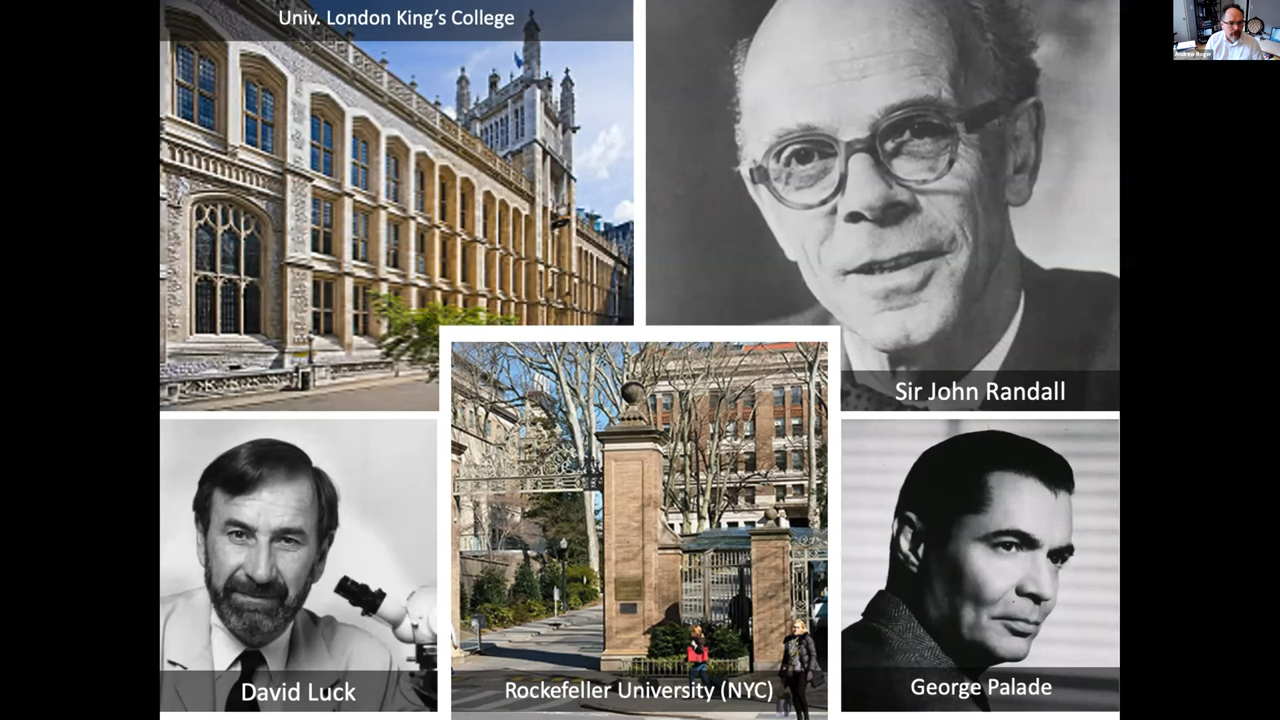 Univ. London King's College
Sir John Randall
David Luck
Rockefeller University (NYC)
George Palade